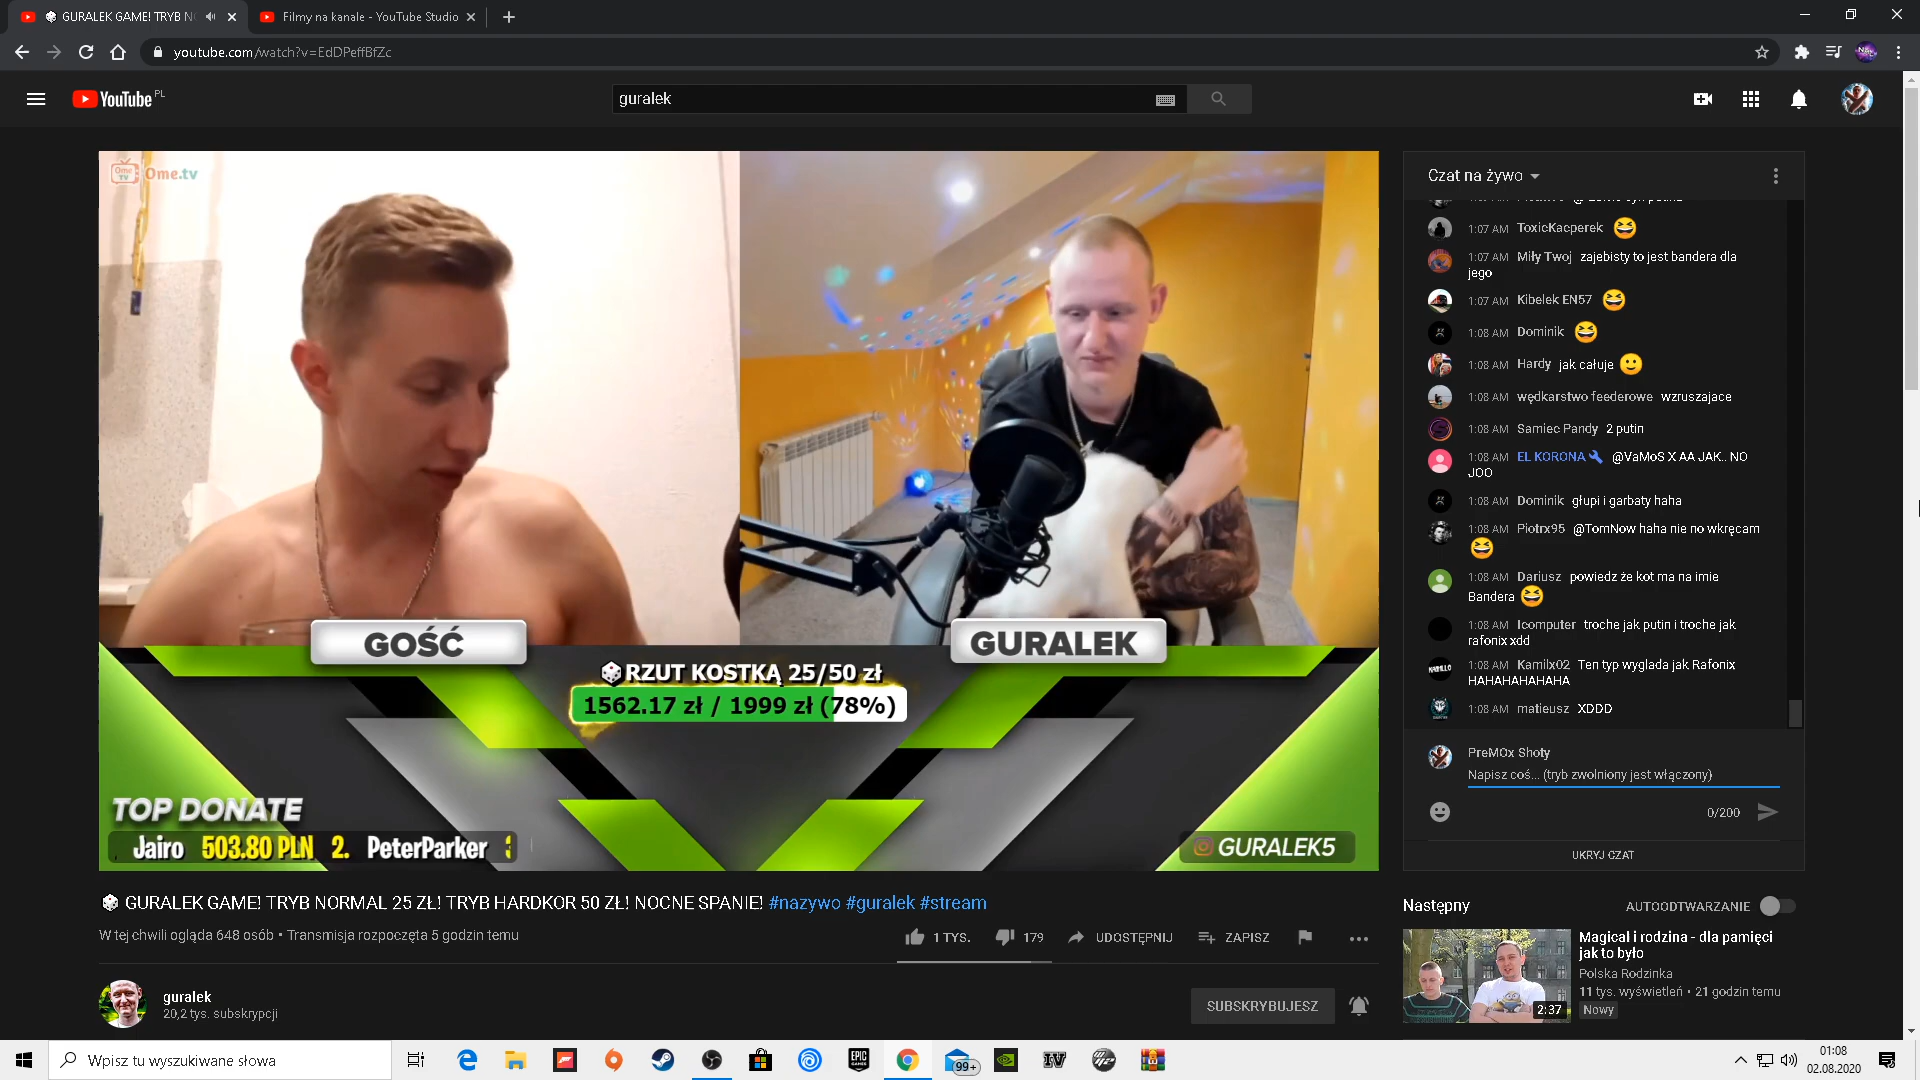 GURALEK GAME! TRYB N
Filmy na kanale - YouTube Studio
youtube.com/watch?v=EdDPeffBfZc
YouTube PL
guralek
Ome.tv
GOŚĆ
GURALEK
RZUT KOSTKĄ 25/50 zł
1562.17 zł / 1999 zł (78%)
TOP DONATE
Jairo 503.80 PLN 2. PeterParker
GURALEK5
GURALEK GAME! TRYB NORMAL 25 ZŁ! TRYB HARDKOR 50 ZŁ! NOCNE SPANIE! #nazywo #guralek #stream
W tej chwili ogląda 648 osób • Transmisja rozpoczęta 5 godzin temu
1 TYS.
179
UDOSTĘPNIJ
ZAPISZ
guralek
20,2 tys. subskrypcji
SUBSKRYBUJESZ
Czat na żywo
1:07 AM ToxicKacperek
1:07 AM Miły Twoj zajebisty to jest bandera dla
jego
1:07 AM Kibelek EN57
1:08 AM Dominik
1:08 AM Hardy jak całuje
1:08 AM wędkarstwo feederowe wzruszajace
1:08 AM Samiec Pandy 2 putin
1:08 AM EL KORONA @VaMoS X AA JAK.. NO
JOO
1:08 AM Dominik głupi i garbaty haha
1:08 AM Piotrx95 @TomNow haha nie no wkręcam
1:08 AM Dariusz powiedz że kot ma na imie
Bandera
1:08 AM Icomputer troche jak putin i troche jak
rafonix xdd
1:08 AM Kamilx02 Ten typ wyglada jak Rafonix
HAHAHAHAHAHA
1:08 AM matieusz XDDD
PreMOx Shoty
Napisz coś... (tryb zwolniony jest włączony)
0/200
UKRYJ CZAT
Następny
AUTOODTWARZANIE
Magical i rodzina - dla pamięci
jak to było
Polska Rodzinka
11 tys. wyświetleń • 21 godzin temu
Nowy
2:37
Wpisz tu wyszukiwane słowa
EPIC GAMES
99+
IV
01:08
02.08.2020